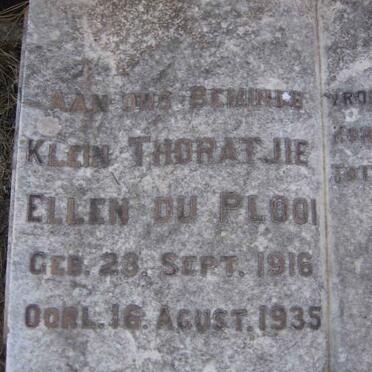 AAN ONS BEMINDE
KLEIN THORATJIE
ELLEN DU PLOOI
GEB. 23. SEPT. 1916
OORL. 16. AGUST. 1935